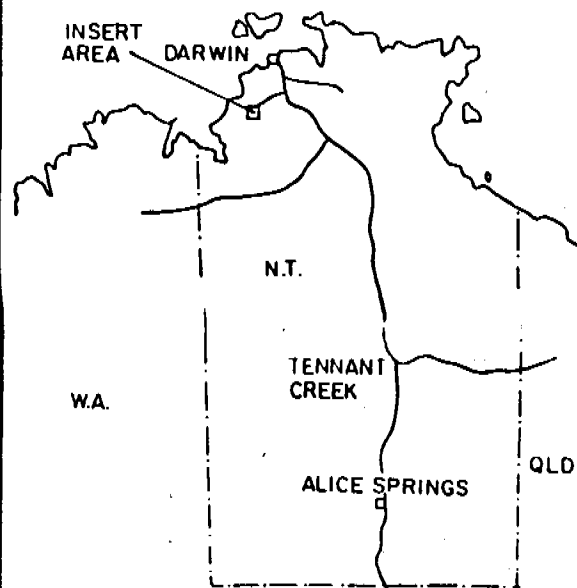 INSERT
AREA
DARWIN
N.T.
TENNANT
CREEK
W.A.
QLD
ALICE SPRINGS